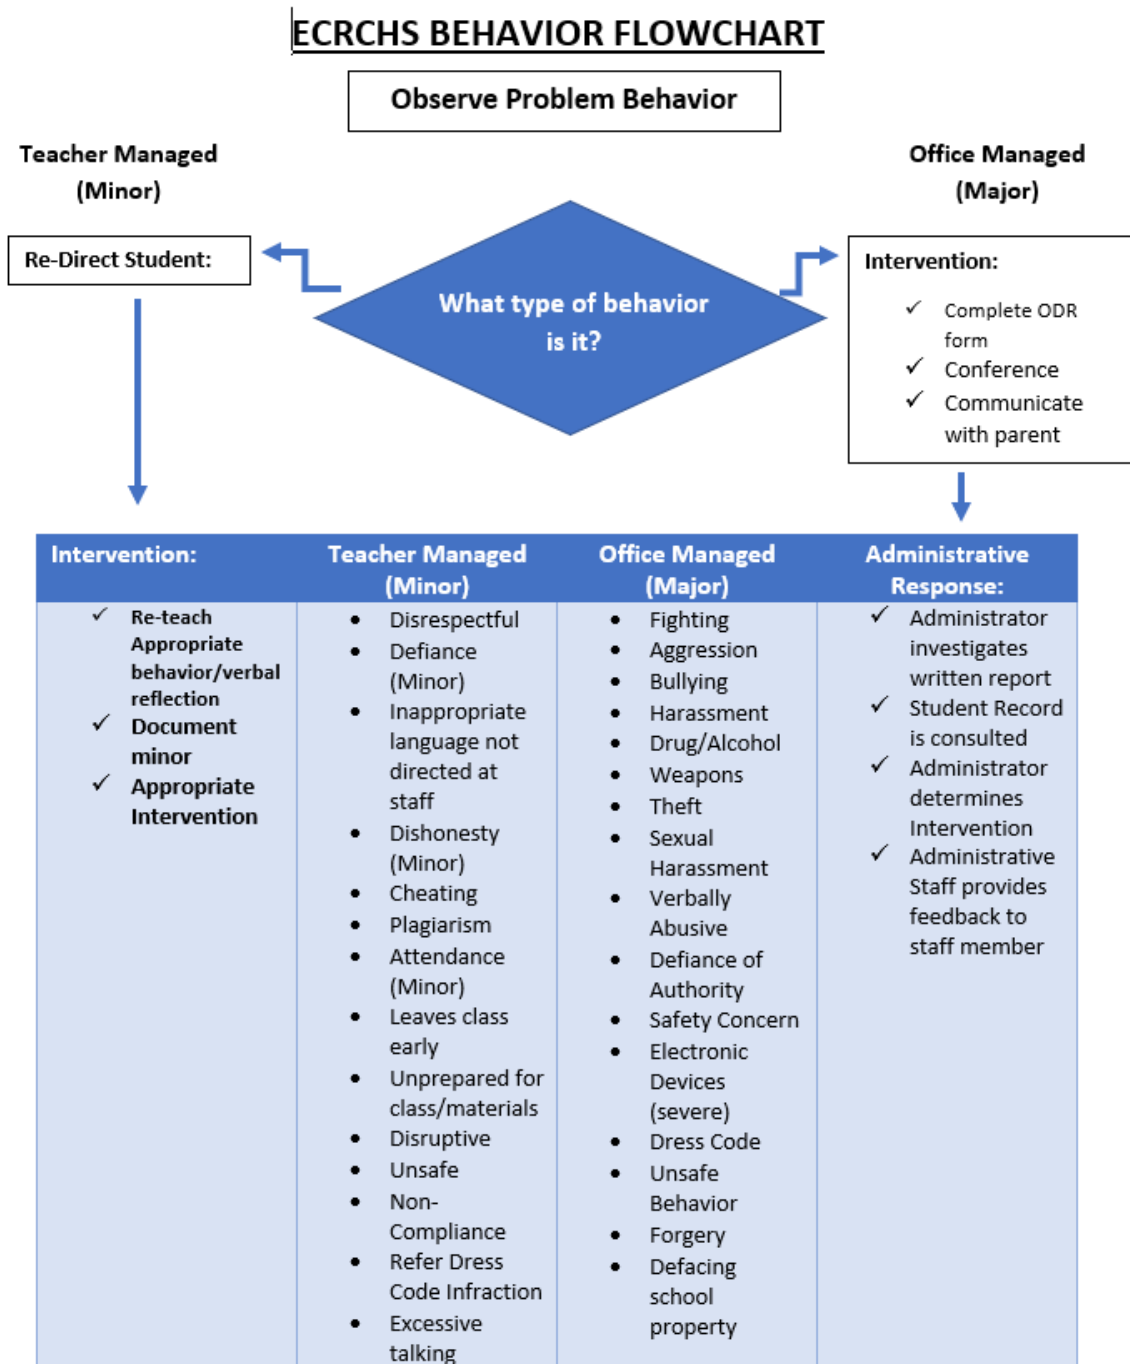 ECRCHS BEHAVIOR FLOWCHART
Observe Problem Behavior
Teacher Managed
(Minor)
Office Managed
(Major)
Re-Direct Student:
What type of behavior
is it?
Intervention:
✓ Complete ODR
form
✓ Conference
✓ Communicate
with parent
Intervention:
✓ Re-teach
Appropriate
behavior/verbal
reflection
✓ Document
minor
✓ Appropriate
Intervention
Teacher Managed
(Minor)
• Disrespectful
• Defiance
(Minor)
• Inappropriate
language not
directed at
staff
• Dishonesty
(Minor)
• Cheating
• Plagiarism
• Attendance
(Minor)
• Leaves class
early
• Unprepared for
class/materials
• Disruptive
• Unsafe
• Non-
Compliance
• Refer Dress
Code Infraction
• Excessive
talking
Office Managed
(Major)
• Fighting
• Aggression
• Bullying
• Harassment
• Drug/Alcohol
• Weapons
• Theft
• Sexual
Harassment
• Verbally
Abusive
• Defiance of
Authority
• Safety Concern
• Electronic
Devices
(severe)
• Dress Code
• Unsafe
Behavior
• Forgery
• Defacing
school
property
Administrative
Response:
✓ Administrator
investigates
written report
✓ Student Record
is consulted
✓ Administrator
determines
Intervention
✓ Administrative
Staff provides
feedback to
staff member